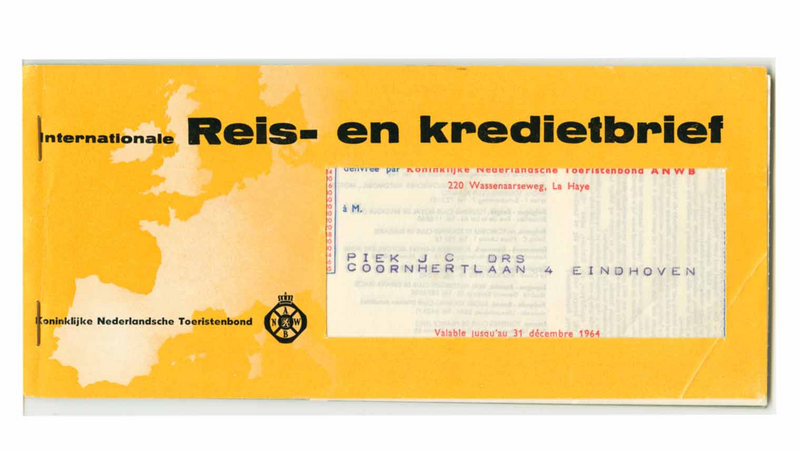 Internationale Reis- en kredietbrief
délivrée par Koninklijke Nederlandsche Toeristenbond ANWB
220 Wassenaarseweg, La Haye
à M.
PIEK J C DRS
COORNHERTLAAN 4 EINDHOVEN
Koninklijke Nederlandse Toeristenbond
ANWB
Valable jusqu'au 31 décembre 1964